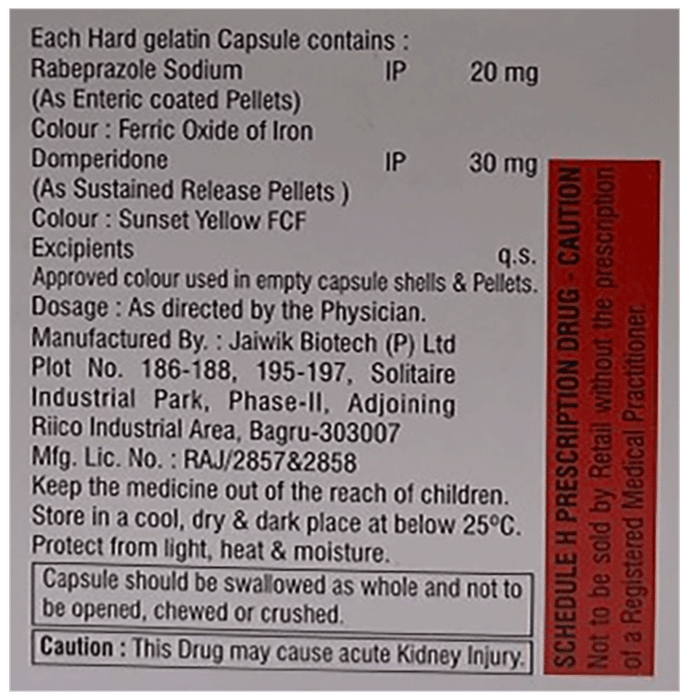 Each Hard gelatin Capsule contains :
Rabeprazole Sodium IP 20 mg
(As Enteric coated Pellets)
Colour : Ferric Oxide of Iron
Domperidone IP 30 mg
(As Sustained Release Pellets )
Colour : Sunset Yellow FCF
Excipients q.s.
Approved colour used in empty capsule shells & Pellets.
Dosage : As directed by the Physician.
Manufactured By. : Jaiwik Biotech (P) Ltd
Plot No. 186-188, 195-197, Solitaire
Industrial Park, Phase-II, Adjoining
Riico Industrial Area, Bagru-303007
Mfg. Lic. No. : RAJ/2857&2858
Keep the medicine out of the reach of children.
Store in a cool, dry & dark place at below 25ºC.
Protect from light, heat & moisture.
Capsule should be swallowed as whole and not to
be opened, chewed or crushed.
Caution : This Drug may cause acute Kidney Injury.
SCHEDULE H PRESCRIPTION DRUG - CAUTION
Not to be sold by Retail without the prescription
of a Registered Medical Practitioner.